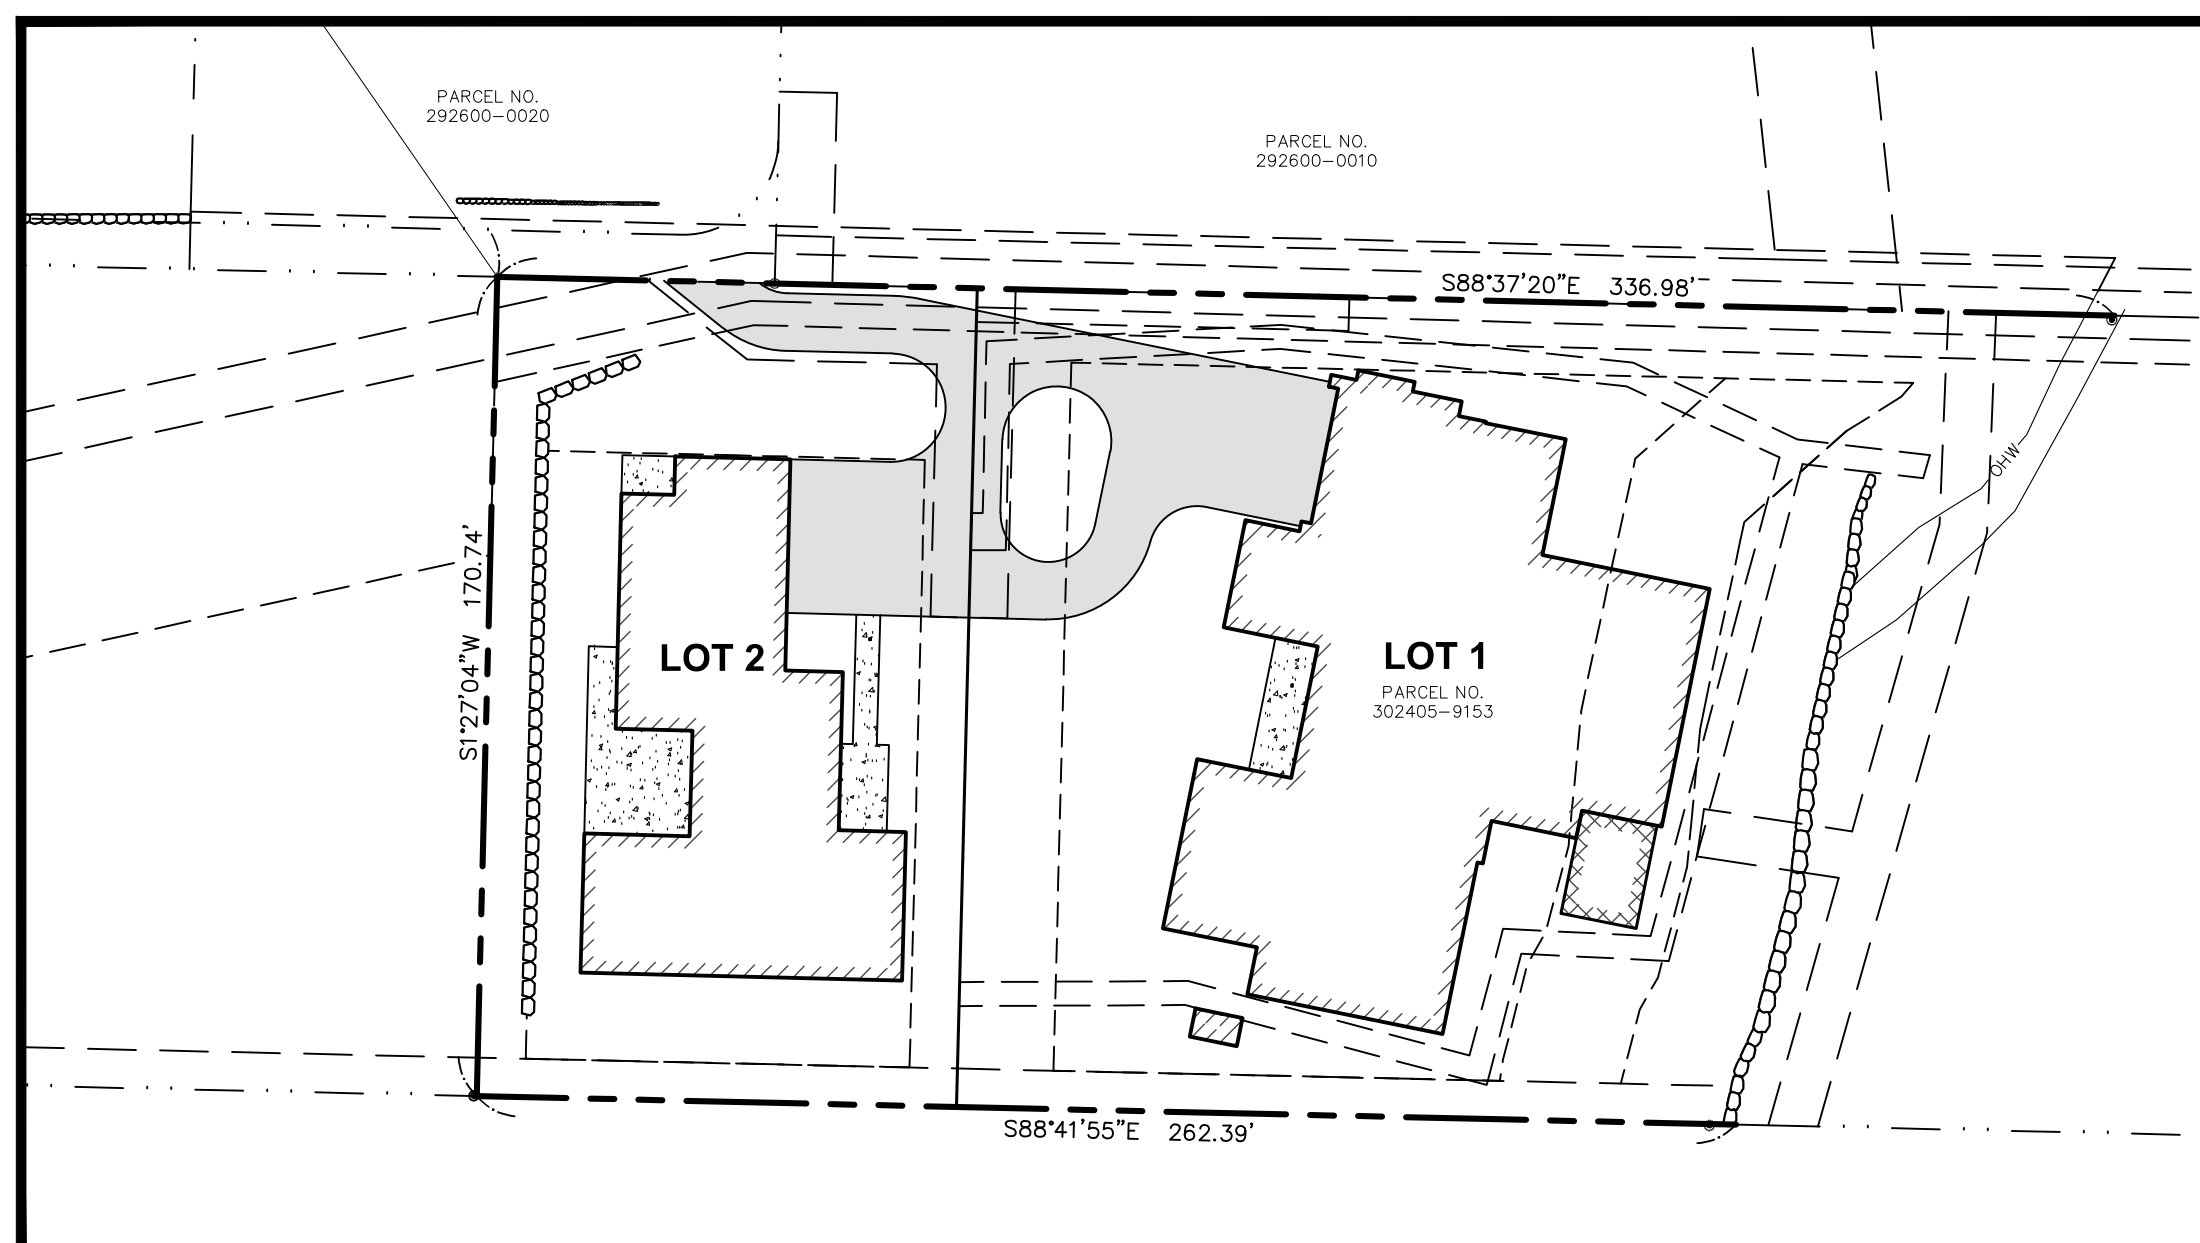 PARCEL NO.
292600-0020
PARCEL NO.
292600-0010
S88°37'20"E 336.98'
OHW
S1°27'04"W 170.74'
LOT 2
LOT 1
PARCEL NO.
302405-9153
S88°41'55"E 262.39'